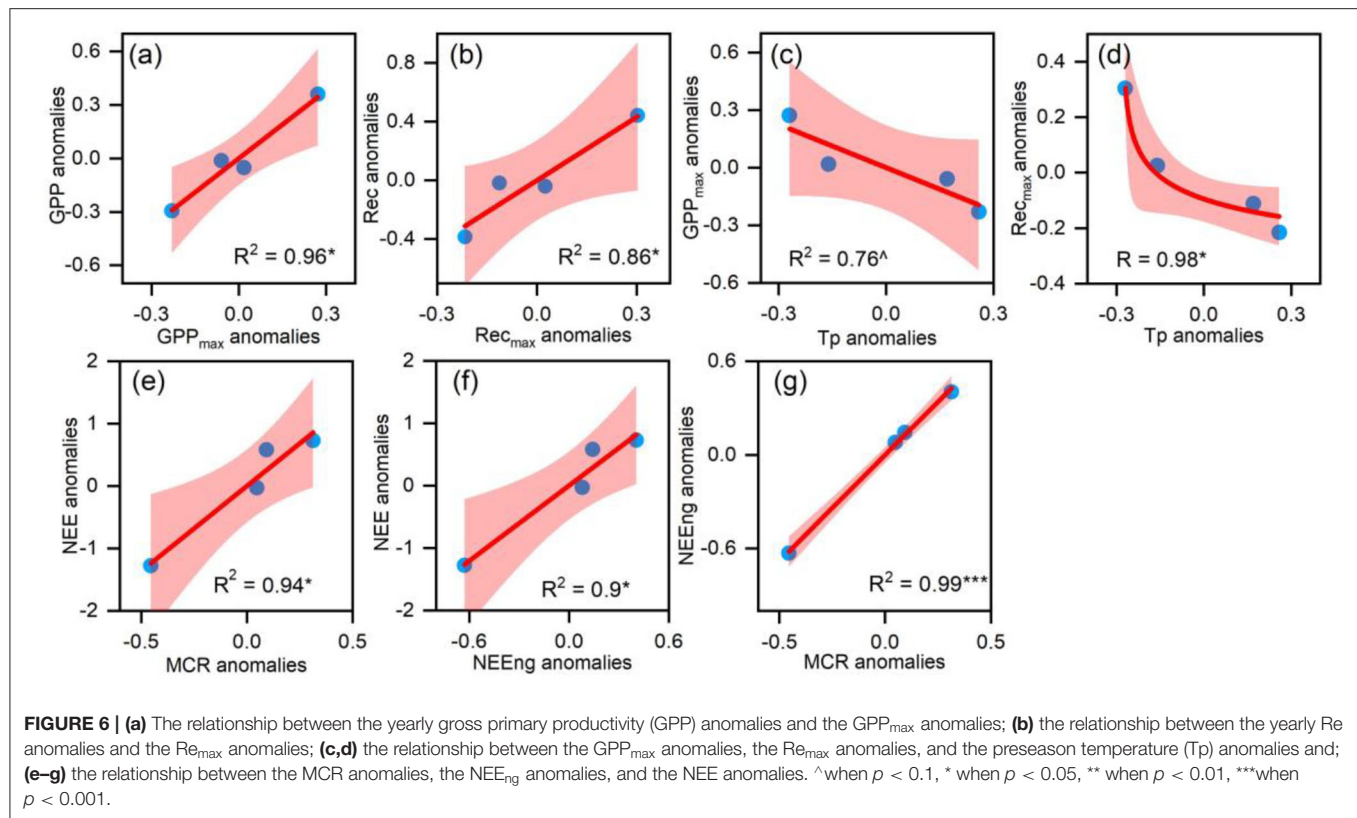 (a)
GPP anomalies
0.6
0.3
0.0
-0.3
-0.6
R² = 0.96*
-0.3 0.0 0.3
GPPmax anomalies
(b)
Rec anomalies
0.8
0.4
0.0
-0.4
R² = 0.86*
-0.3 0.0 0.3
Recmax anomalies
(c)
GPPmax anomalies
0.6
0.3
0.0
-0.3
-0.6
R² = 0.76^
-0.3 0.0 0.3
Tp anomalies
(d)
Recmax anomalies
0.4
0.0
-0.4
R = 0.98*
-0.3 0.0 0.3
Tp anomalies
(e)
NEE anomalies
2
1
0
-1
-2
R² = 0.94*
-0.5 0.0 0.5
MCR anomalies
(f)
NEE anomalies
2
1
0
-1
-2
R² = 0.9*
-0.6 0.0 0.6
NEEng anomalies
(g)
NEEng anomalies
0.6
0.0
-0.6
R² = 0.99***
-0.5 0.0 0.5
MCR anomalies
FIGURE 6 | (a) The relationship between the yearly gross primary productivity (GPP) anomalies and the GPPmax anomalies; (b) the relationship between the yearly Re
anomalies and the Remax anomalies; (c,d) the relationship between the GPPmax anomalies, the Remax anomalies, and the preseason temperature (Tp) anomalies and;
(e–g) the relationship between the MCR anomalies, the NEEng anomalies, and the NEE anomalies. ^when p < 0.1, * when p < 0.05, ** when p < 0.01, ***when
p < 0.001.